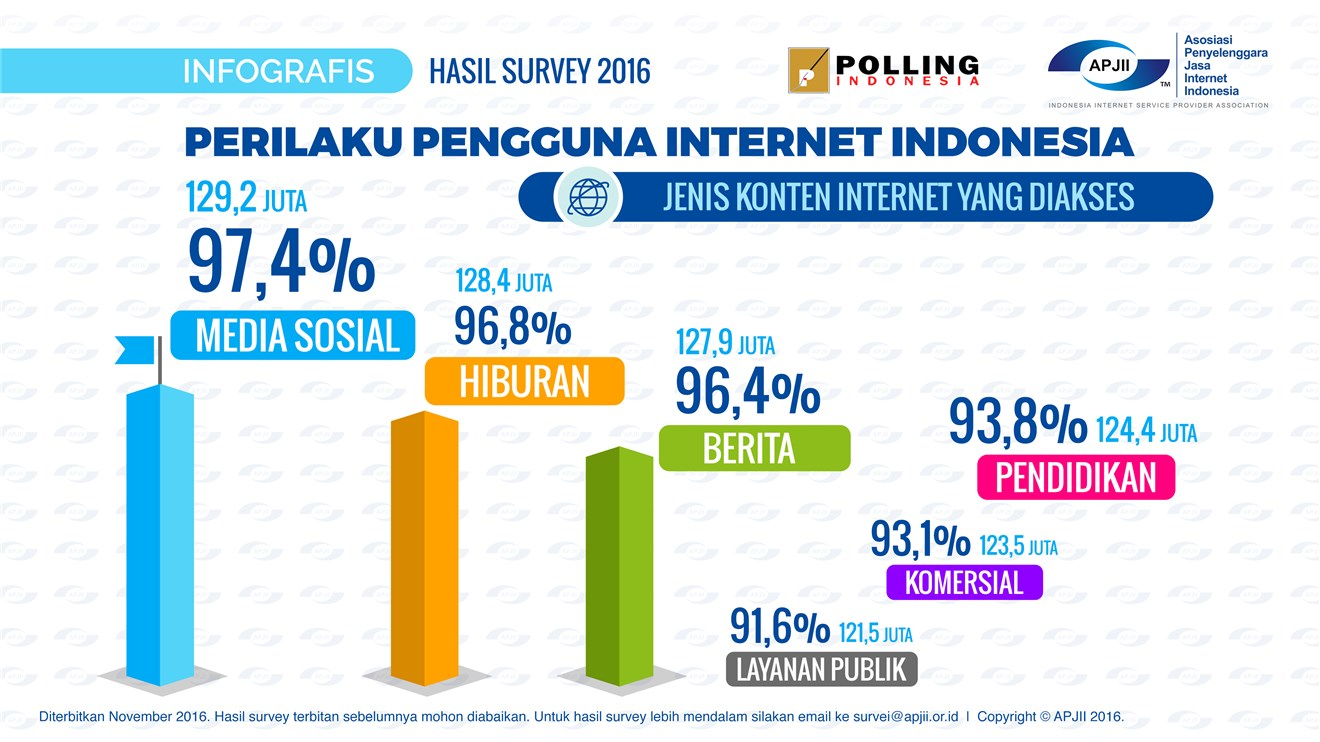 INFOGRAFIS
HASIL SURVEY 2016
POLLING
INDONESIA
APJII
TM
Asosiasi
Penyelenggara
Jasa
Internet
Indonesia
INDONESIA INTERNET SERVICE PROVIDER ASSOCIATION
PERILAKU PENGGUNA INTERNET INDONESIA
JENIS KONTEN INTERNET YANG DIAKSES
129,2 JUTA
97,4%
MEDIA SOSIAL
128,4 JUTA
96,8%
HIBURAN
127,9 JUTA
96,4%
BERITA
93,8% 124,4 JUTA
PENDIDIKAN
93,1% 123,5 JUTA
KOMERSIAL
91,6% 121,5 JUTA
LAYANAN PUBLIK
Diterbitkan November 2016. Hasil survey terbitan sebelumnya mohon diabaikan. Untuk hasil survey lebih mendalam silakan email ke survei@apjii.or.id | Copyright © APJII 2016.